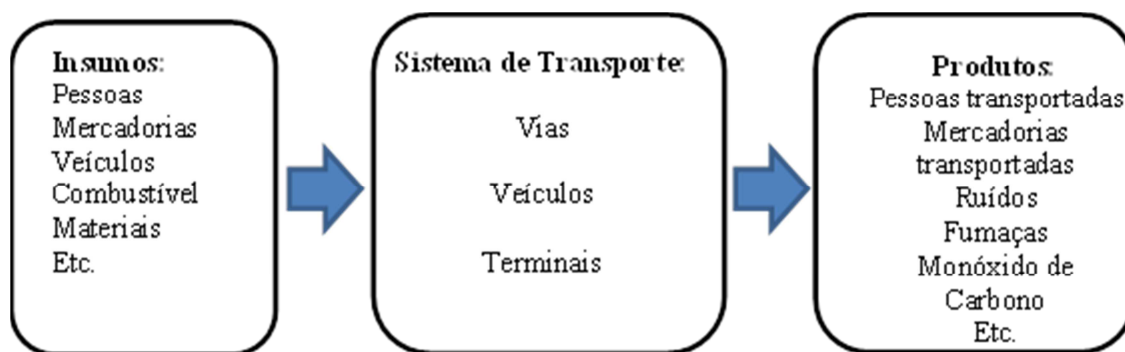 Insumos:
Pessoas
Mercadorias
Veículos
Combustível
Materiais
Etc.
Sistema de Transporte:
Vias
Veículos
Terminais
Produtos:
Pessoas transportadas
Mercadorias
transportadas
Ruídos
Fumaças
Monóxido de
Carbono
Etc.